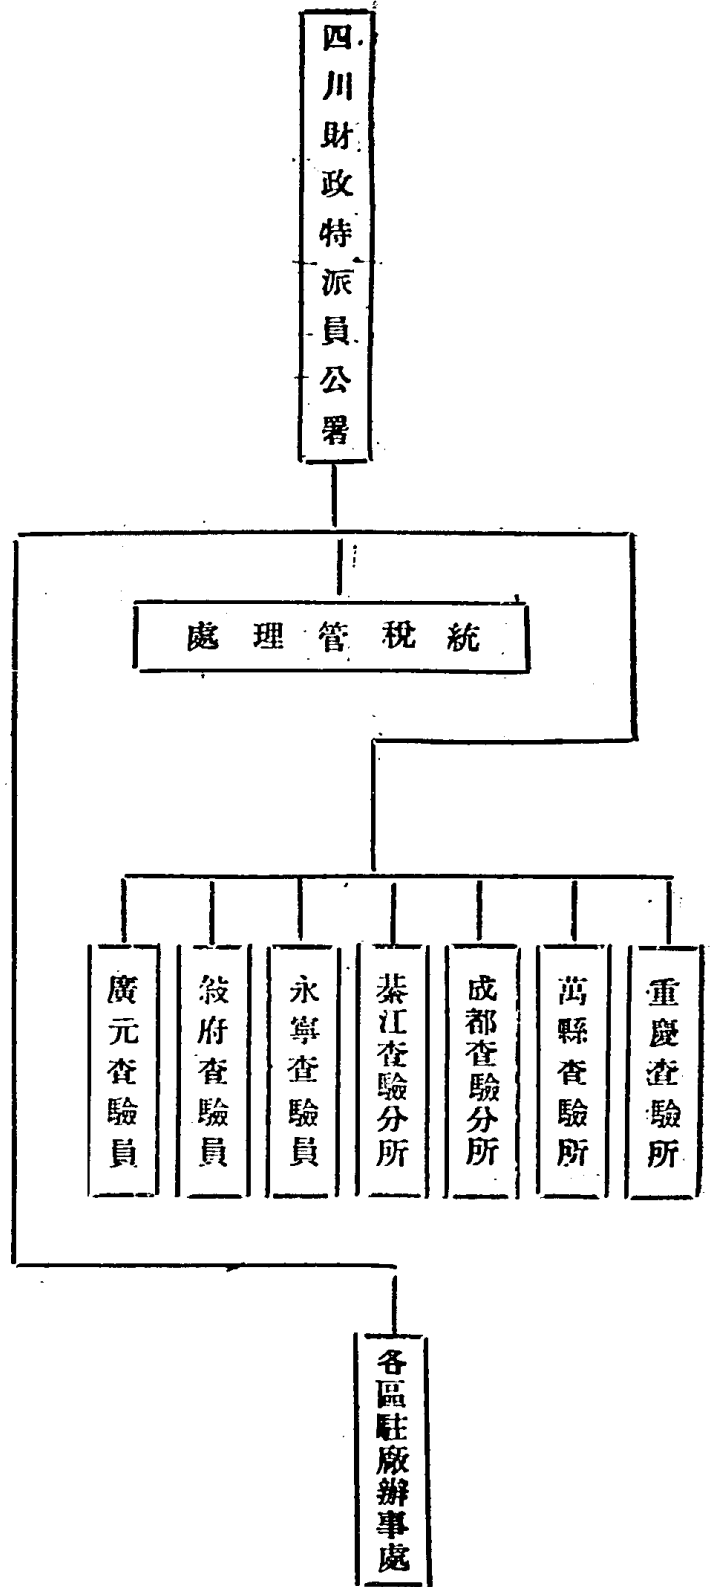 四川財政特派員公署
統稅管理處
重慶查驗所
萬縣查驗所
成都查驗分所
綦江查驗分所
永寧查驗員
敍府查驗員
廣元查驗員
各區駐廠辦事處